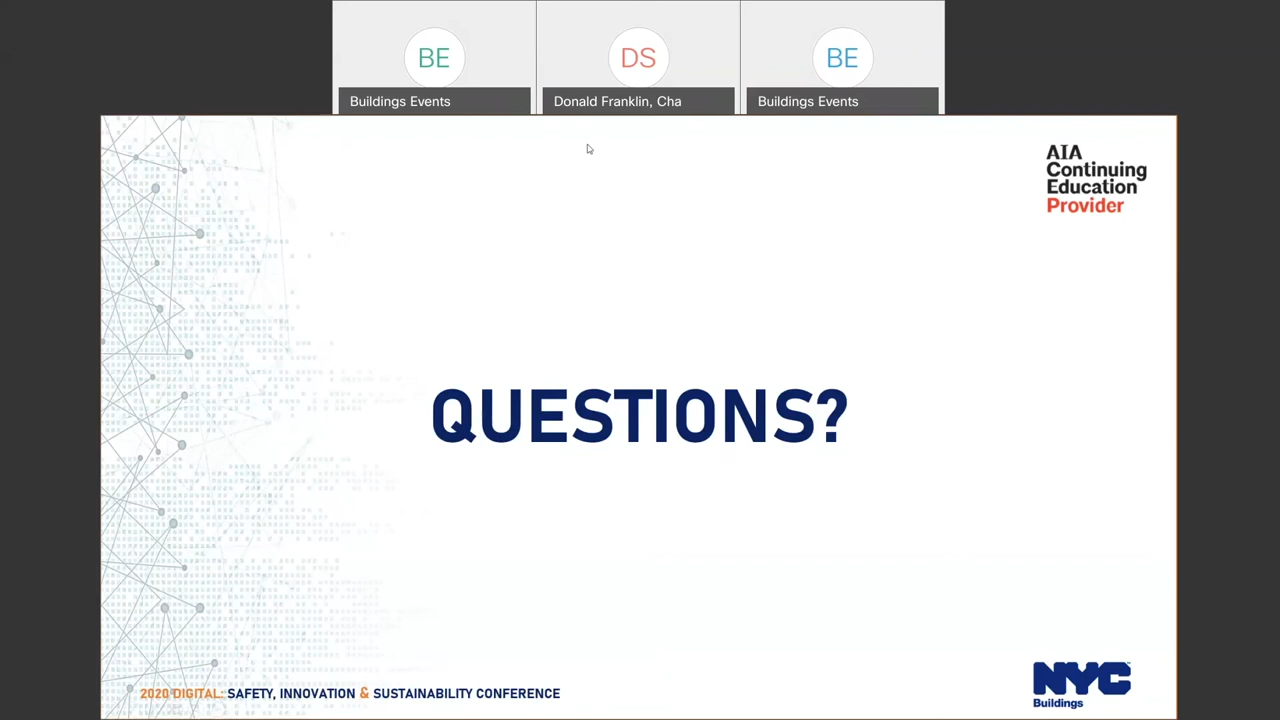 BE
DS
BE
Buildings Events
Donald Franklin, Cha
Buildings Events
AIA
Continuing
Education
Provider
QUESTIONS?
2020 DIGITAL: SAFETY, INNOVATION & SUSTAINABILITY CONFERENCE
NYC
Buildings